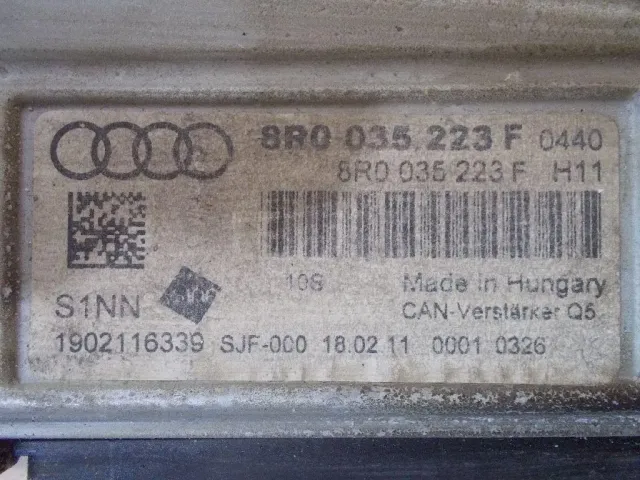 8R0 035 223 F 0440
8R0 035 223 F H11
10S Made in Hungary
S1NN CAN-Verstärker Q5
1902116339 SJF-000 18.02.11 0001 0326